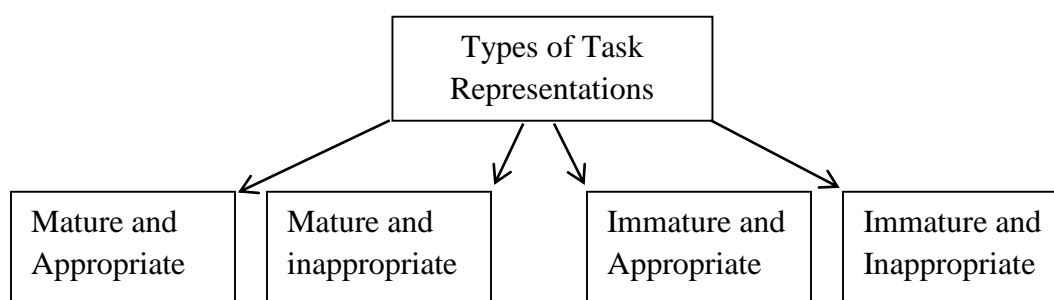 Types of Task
Representations
Mature and
Appropriate
Mature and
inappropriate
Immature and
Appropriate
Immature and
Inappropriate